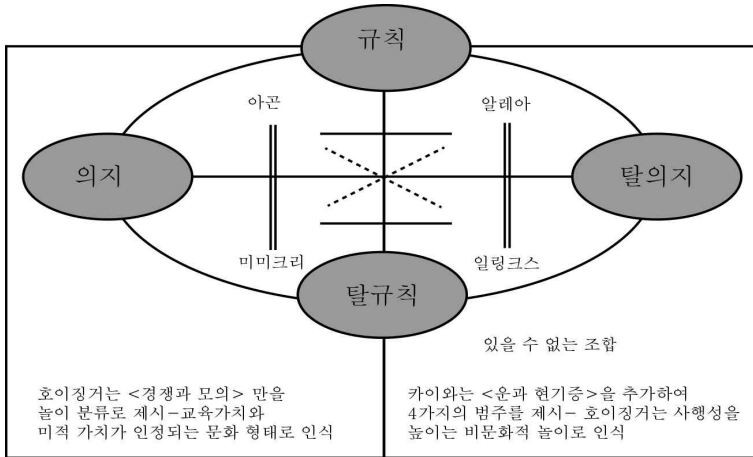 규칙
아곤
알레아
의지
탈의지
미미크리
일링크스
탈규칙
있을 수 없는 조합
호이징거는 <경쟁과 모의> 만을
놀이 분류로 제시-교육가치와
미적 가치가 인정되는 문화 형태로 인식
카이와는 <운과 현기증>을 추가하여
4가지의 범주를 제시- 호이징거는 사행성을
높이는 비문화적 놀이로 인식